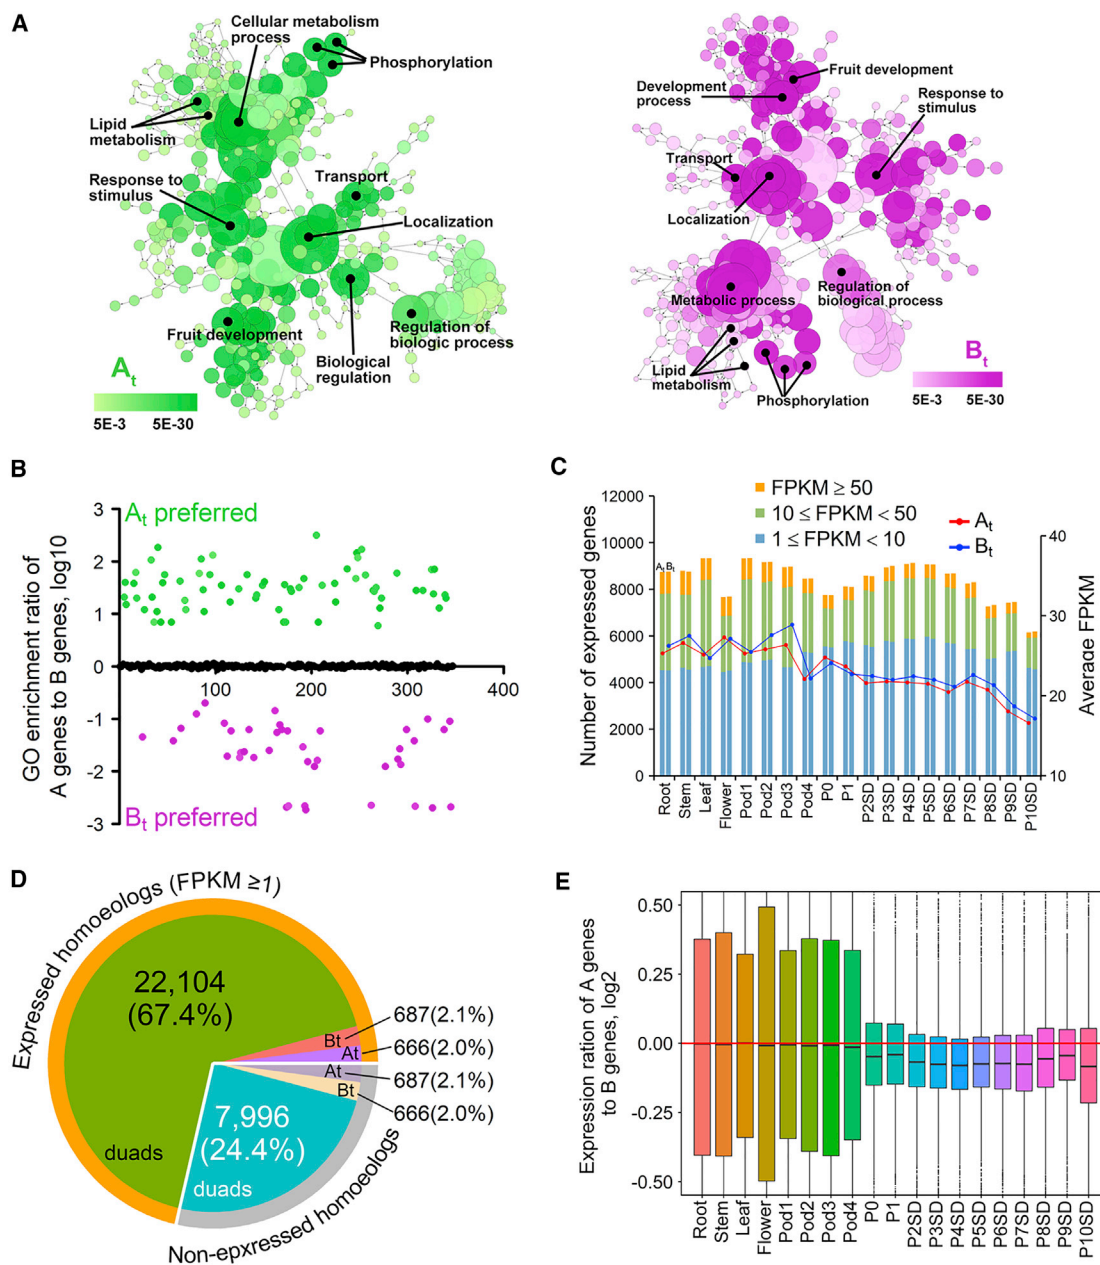 A
Cellular metabolism
process
Phosphorylation
Lipid
metabolism
Response to
stimulus
Transport
Localization
Fruit development
Regulation of
biologic process
Biological
regulation
At
5E-3 5E-30
Fruit development
Development
process
Response to
stimulus
Transport
Localization
Metabolic process
Regulation of
biological process
Lipid
metabolism
Phosphorylation
Bt
5E-3 5E-30
B
GO enrichment ratio of
A genes to B genes, log10
3
2
1
0
-1
-2
-3
At preferred
Bt preferred
100 200 300 400
C
Number of expressed genes
12000
10000
8000
6000
4000
2000
0
FPKM ≥ 50
10 ≤ FPKM < 50
1 ≤ FPKM < 10
At
Bt
At Bt
40
30
20
10
Average FPKM
Root
Stem
Leaf
Flower
Pod1
Pod2
Pod3
Pod4
P0
P1
P2SD
P3SD
P4SD
P5SD
P6SD
P7SD
P8SD
P9SD
P10SD
D
Expressed homoeologs (FPKM ≥1)
22,104
(67.4%)
duads
Bt
At
687(2.1%)
666(2.0%)
At
Bt
687(2.1%)
666(2.0%)
7,996
(24.4%)
duads
Non-epxressed homoeologs
E
Expression ration of A genes
to B genes, log2
0.50
0.25
0.00
-0.25
-0.50
Root
Stem
Leaf
Flower
Pod1
Pod2
Pod3
Pod4
P0
P1
P2SD
P3SD
P4SD
P5SD
P6SD
P7SD
P8SD
P9SD
P10SD